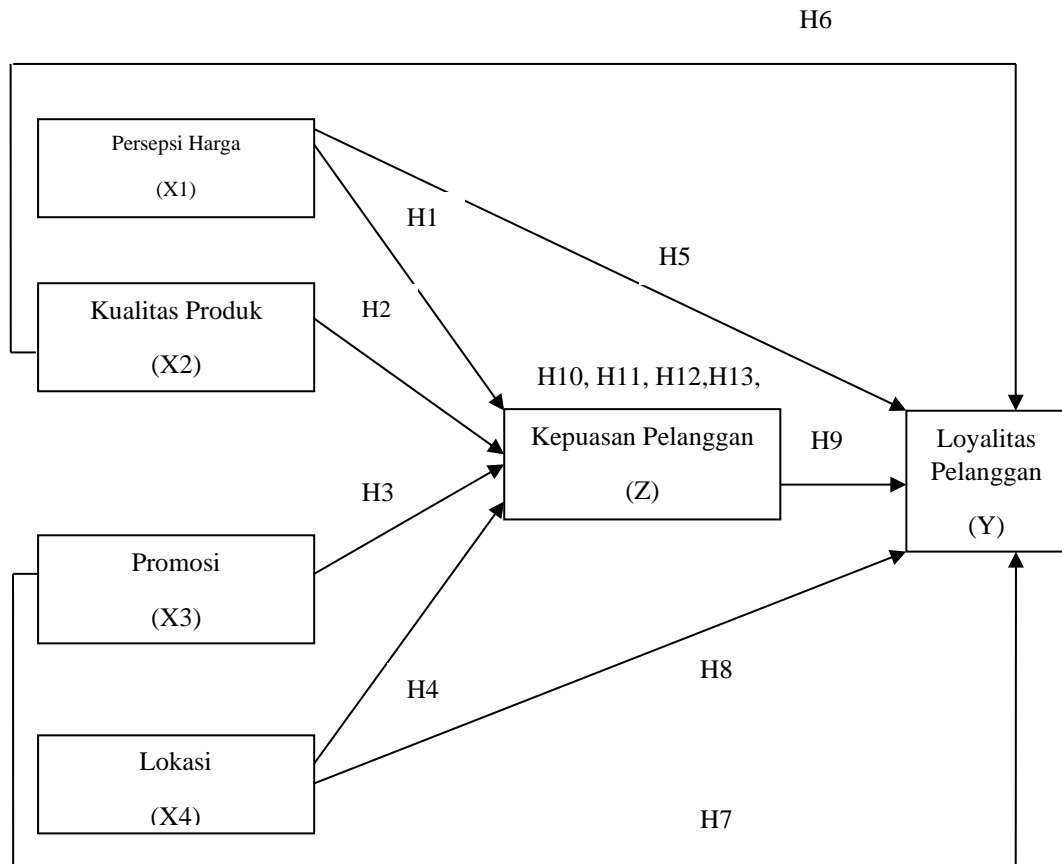 H6
Persepsi Harga
(X1)
H1
H5
Kualitas Produk
(X2)
H2
H10, H11, H12,H13,
Kepuasan Pelanggan
(Z)
H9
Loyalitas
Pelanggan
(Y)
H3
Promosi
(X3)
H4
H8
Lokasi
(X4)
H7